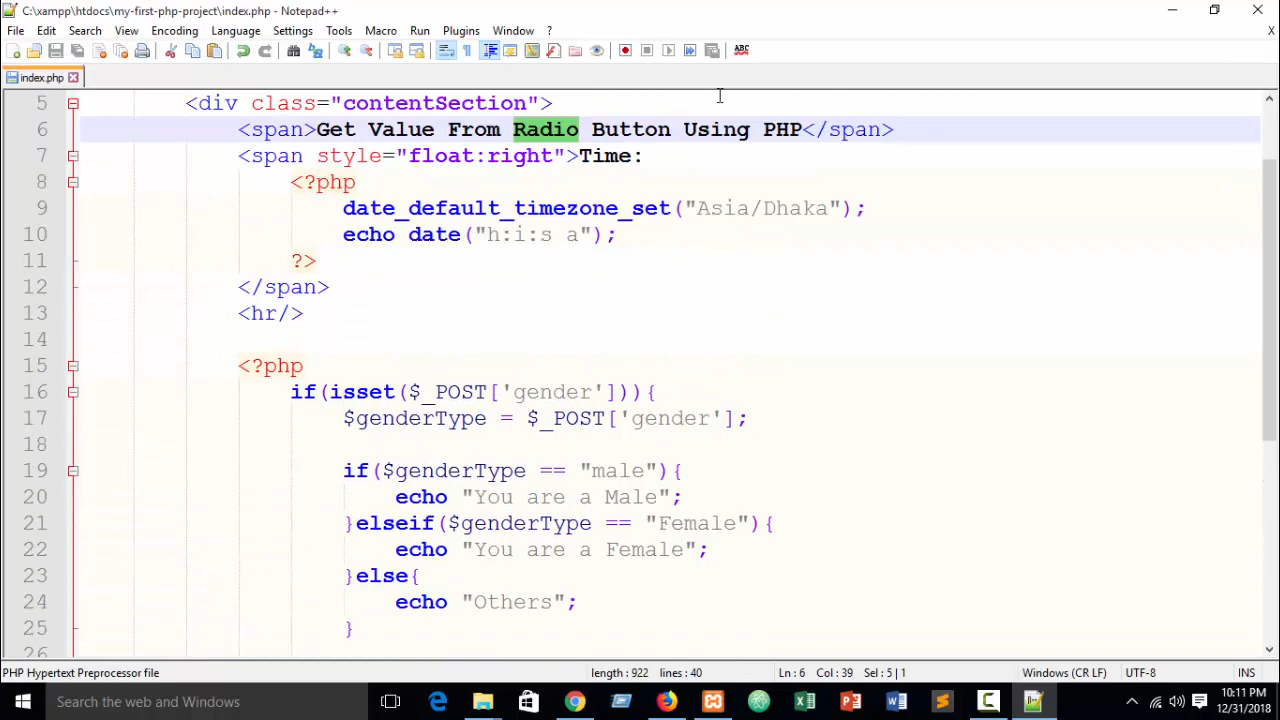 C:\xampp\htdocs\my-first-php-project\index.php - Notepad++
File Edit Search View Encoding Language Settings Tools Macro Run Plugins Window ?
ABC
index.php
5 <div class="contentSection">
6 <span>Get Value From Radio Button Using PHP</span>
7 <span style="float:right">Time:
8 <?php
9 date_default_timezone_set("Asia/Dhaka");
10 echo date("h:i:s a");
11 ?>
12 </span>
13 <hr/>
14
15 <?php
16 if(isset($_POST['gender'])){
17 $genderType = $_POST['gender'];
18
19 if($genderType == "male"){
20 echo "You are a Male";
21 }elseif($genderType == "Female"){
22 echo "You are a Female";
23 }else{
24 echo "Others";
25 }
26
PHP Hypertext Preprocessor file length : 922 lines : 40 Ln : 6 Col : 39 Sel : 5 | 1 Windows (CR LF) UTF-8 INS
Search the web and Windows
10:11 PM
12/31/2018